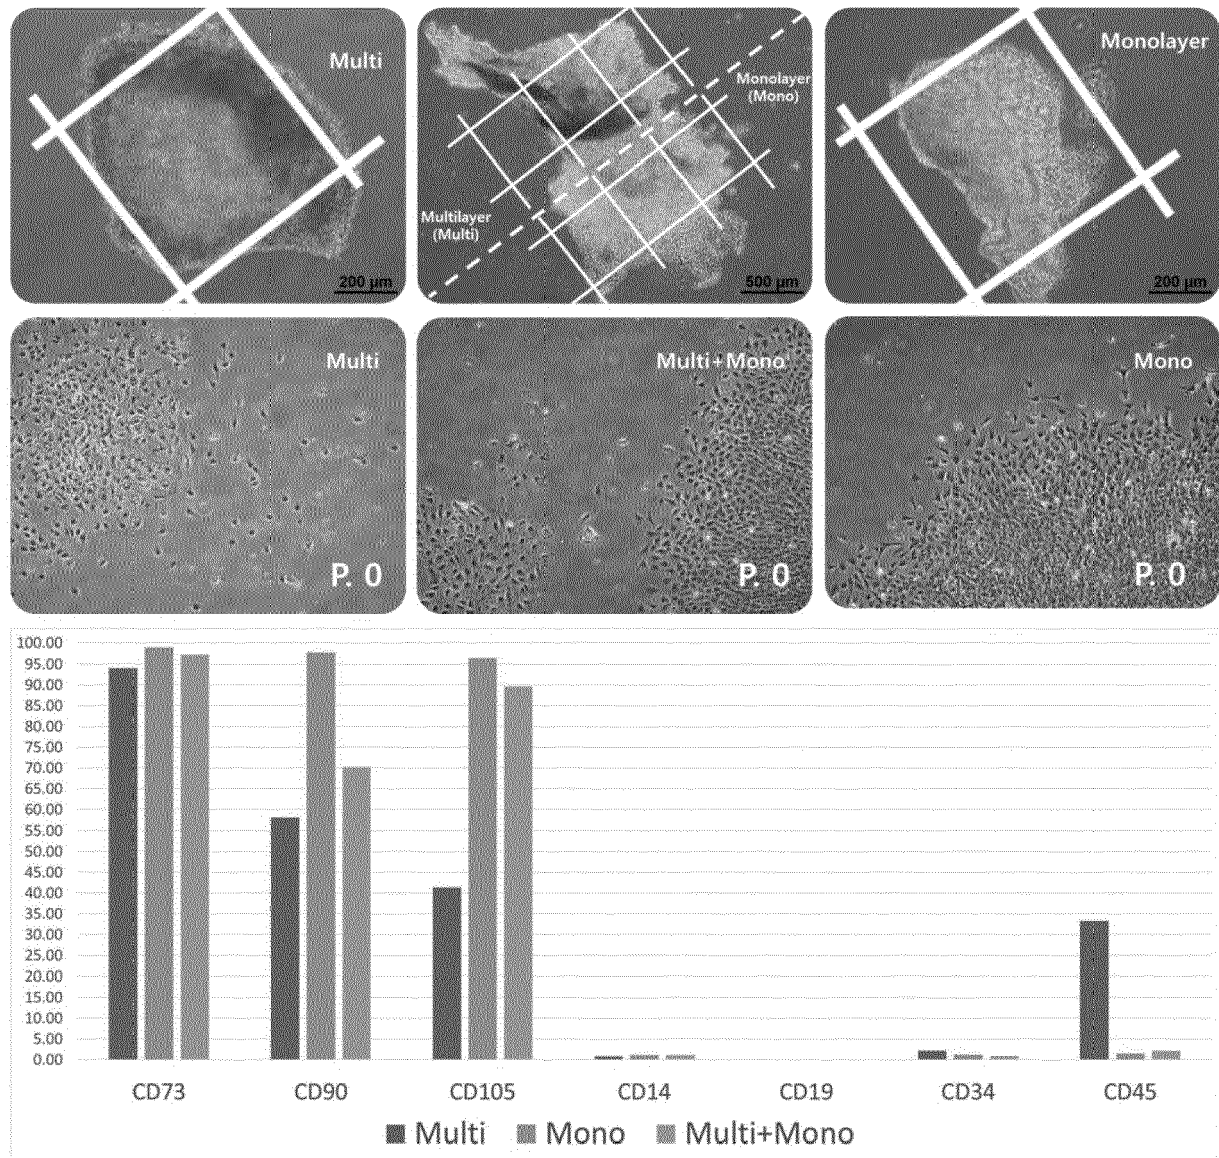 Multi
200 μm
Monolayer
(Mono)
Multilayer
(Multi)
500 μm
Monolayer
200 μm
Multi
P. 0
Multi+Mono
P. 0
Mono
P. 0
100.00
95.00
90.00
85.00
80.00
75.00
70.00
65.00
60.00
55.00
50.00
45.00
40.00
35.00
30.00
25.00
20.00
15.00
10.00
5.00
0.00
CD73 CD90 CD105 CD14 CD19 CD34 CD45
Multi Mono Multi+Mono